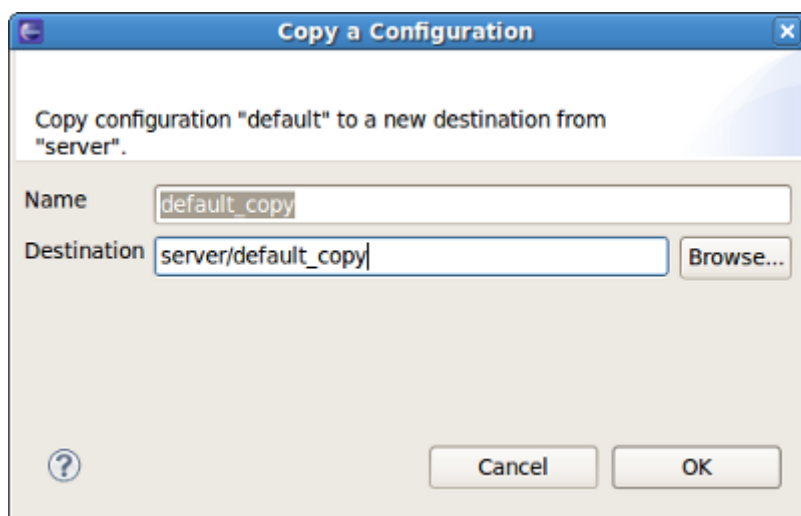 Copy a Configuration
Copy configuration "default" to a new destination from
"server".
Name default_copy
Destination server/default_copy Browse...
? Cancel OK